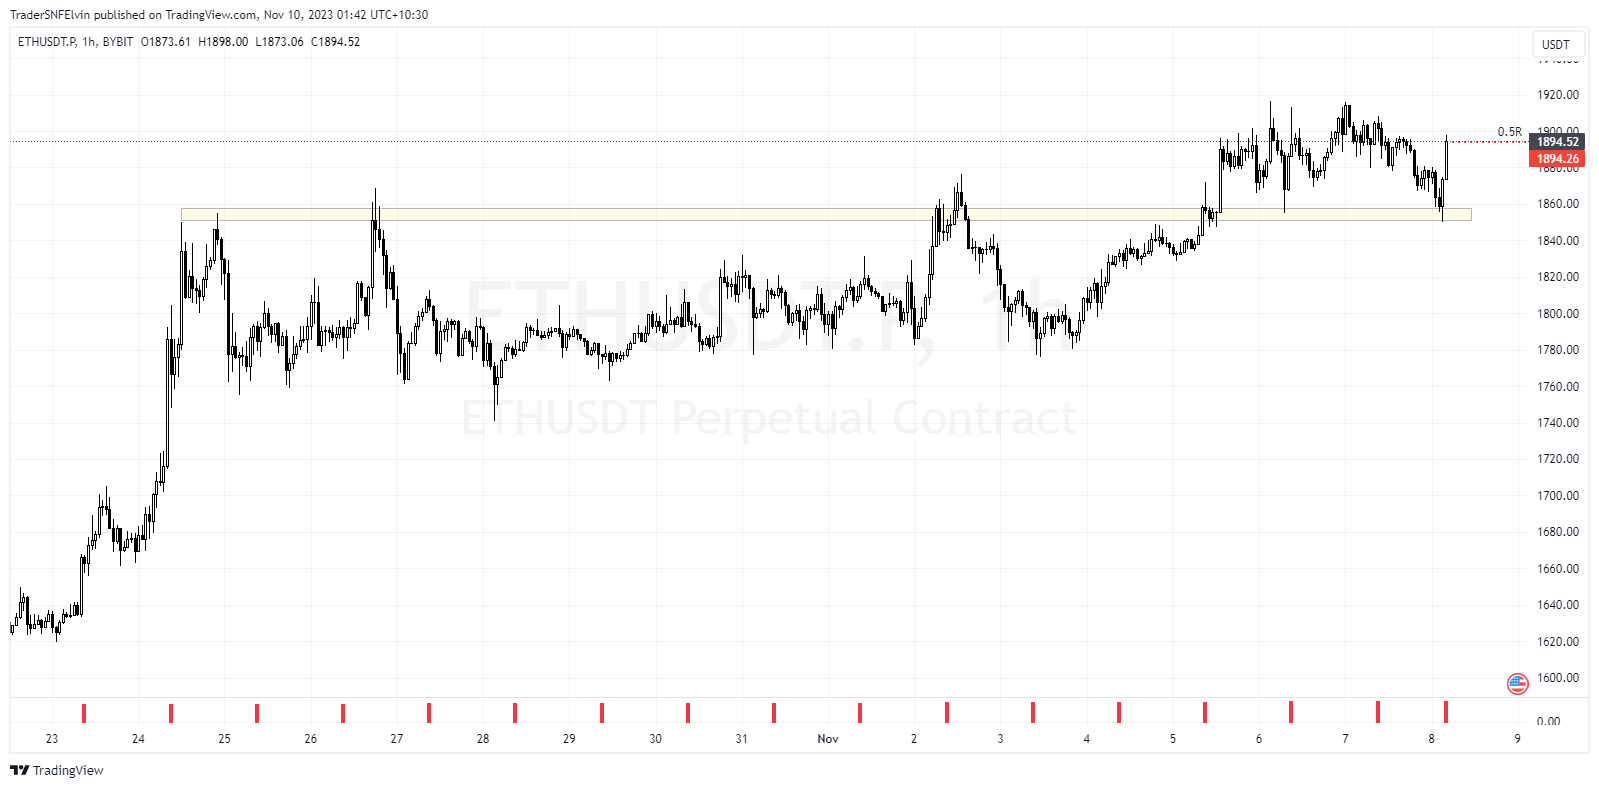 TraderSNFElvin published on TradingView.com, Nov 10, 2023 01:42 UTC+10:30
ETHUSDT.P, 1h, BYBIT O1873.61 H1898.00 L1873.06 C1894.52
USDT
1920.00
0.5R
1900.00
1894.52
1894.26
1880.00
1860.00
1840.00
1820.00
1800.00
1780.00
1760.00
1740.00
1720.00
1700.00
1680.00
1660.00
1640.00
1620.00
1600.00
0.00
ETHUSDT.P, 1h
ETHUSDT Perpetual Contract
23 24 25 26 27 28 29 30 31 Nov 2 3 4 5 6 7 8 9
TradingView